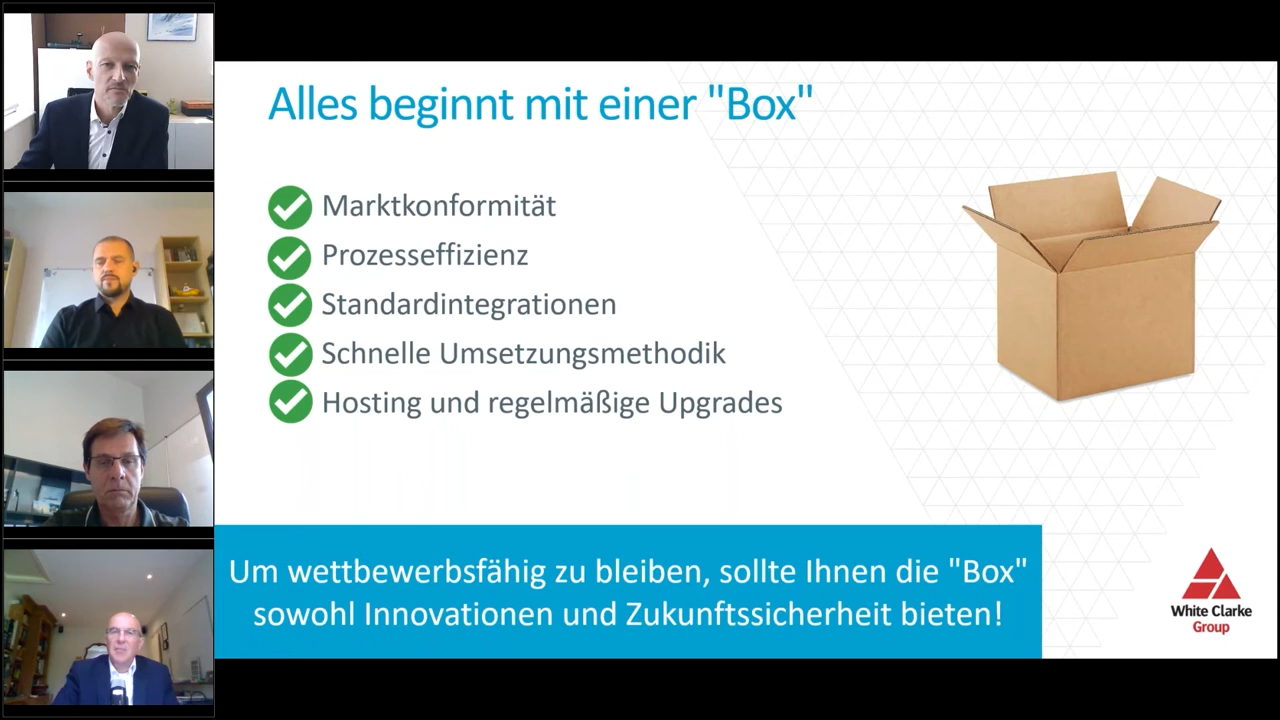 Alles beginnt mit einer "Box"
Marktkonformität
Prozesseffizienz
Standardintegrationen
Schnelle Umsetzungsmethodik
Hosting und regelmäßige Upgrades
Um wettbewerbsfähig zu bleiben, sollte Ihnen die "Box"
sowohl Innovationen und Zukunftssicherheit bieten!
White Clarke
Group